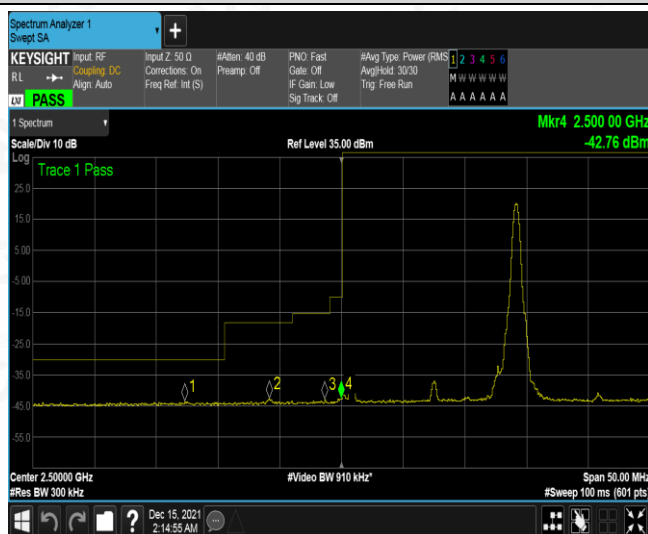 Spectrum Analyzer 1
Swept SA
+
KEYSIGHT
RL
LXI PASS
Input: RF
Coupling: DC
Align: Auto
Input Z: 50 Ω
Corrections: On
Freq Ref: Int (S)
#Atten: 40 dB
Preamp: Off
PNO: Fast
Gate: Off
IF Gain: Low
Sig Track: Off
#Avg Type: Power (RMS
Avg|Hold: 30/30
Trig: Free Run
1 2 3 4 5 6
M W W W W W
A A A A A A
1 Spectrum
Mkr4 2.500 00 GHz
Scale/Div 10 dB
Ref Level 35.00 dBm
-42.76 dBm
Log
Trace 1 Pass
25.0
15.0
5.00
-5.00
-15.0
-25.0
-35.0
1
2
3
4
-45.0
-55.0
Center 2.50000 GHz
#Video BW 910 kHz*
Span 50.00 MHz
#Res BW 300 kHz
#Sweep 100 ms (601 pts)
?
Dec 15, 2021
2:14:55 AM